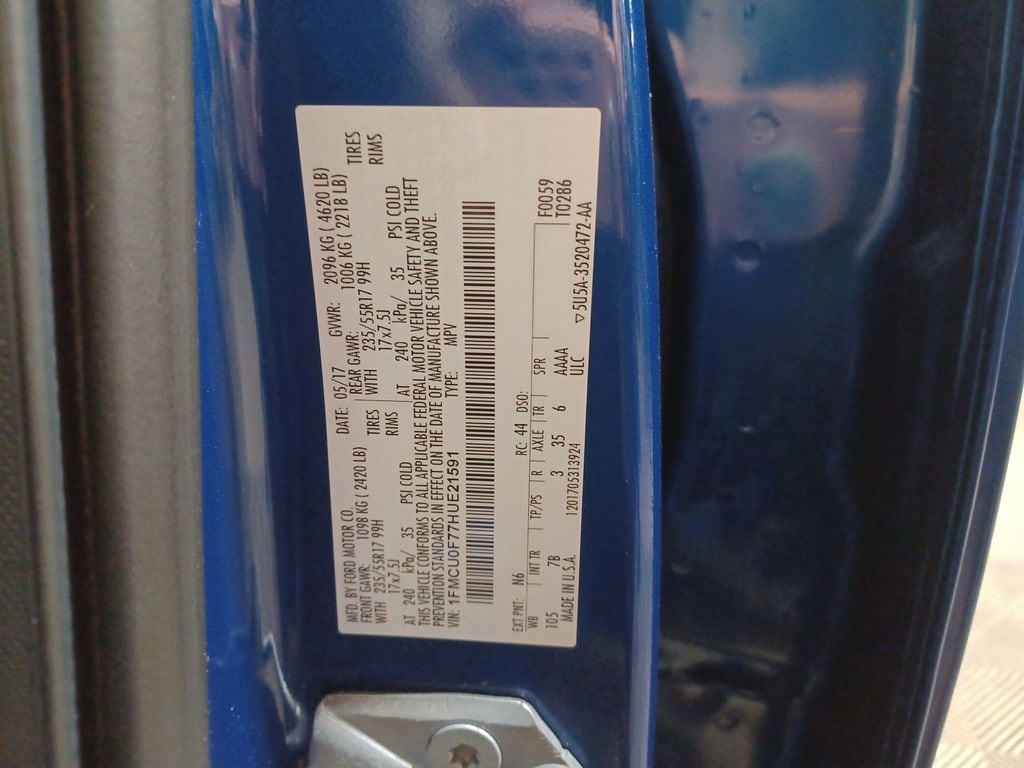 MFD. BY FORD MOTOR CO.
DATE: 05/17 GVWR: 2096 KG ( 4620 LB)
FRONT GAWR: 1098 KG ( 2420 LB) REAR GAWR: 1006 KG ( 2218 LB)
WITH 235/55R17 99H TIRES WITH 235/55R17 99H TIRES
17x7.5J RIMS 17x7.5J RIMS
AT 240 kPa/ 35 PSI COLD AT 240 kPa/ 35 PSI COLD
THIS VEHICLE CONFORMS TO ALL APPLICABLE FEDERAL MOTOR VEHICLE SAFETY AND THEFT
PREVENTION STANDARDS IN EFFECT ON THE DATE OF MANUFACTURE SHOWN ABOVE.
VIN: 1FMCU0F77HUE21591 TYPE: MPV
EXT PNT: N6 RC: 44 DSO: F0059
WB INT TR TP/PS R AXLE TR SPR T0286
105 7B 3 35 6 AAAA
MADE IN U.S.A. 1201705313924 ULC ▽5U5A-3520472-AA